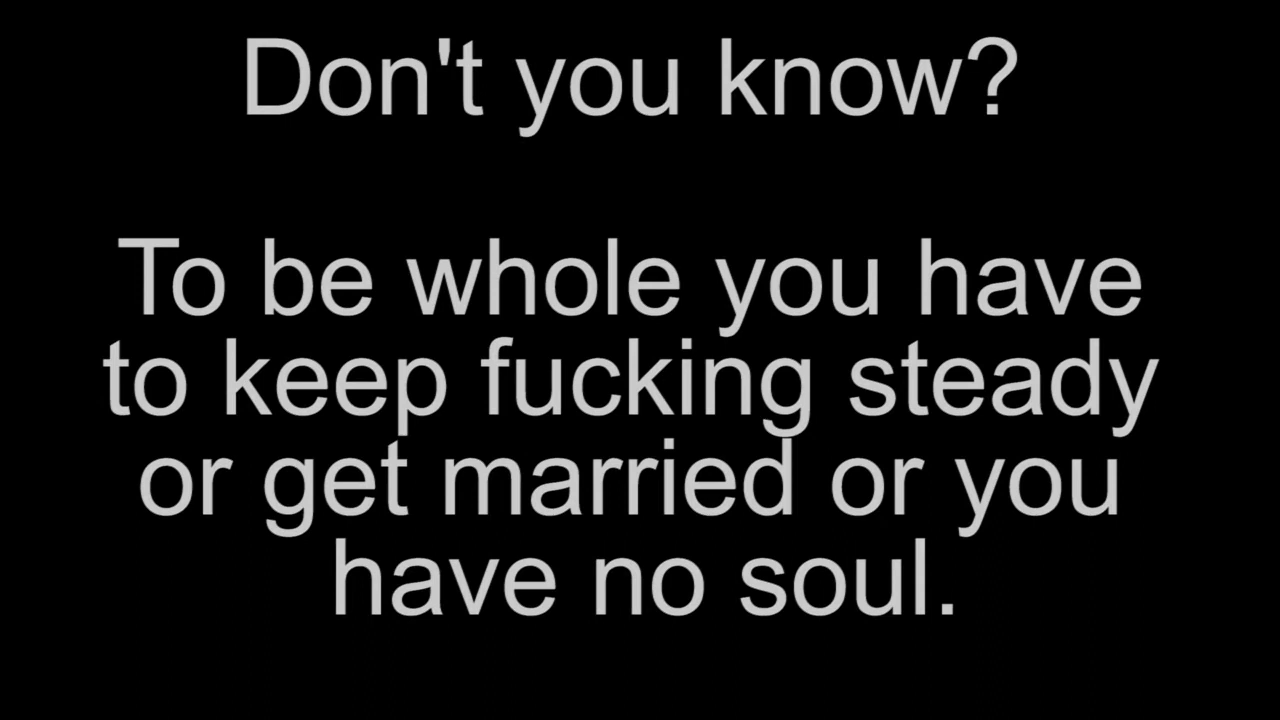 Don't you know?
To be whole you have
to keep fucking steady
or get married or you
have no soul.